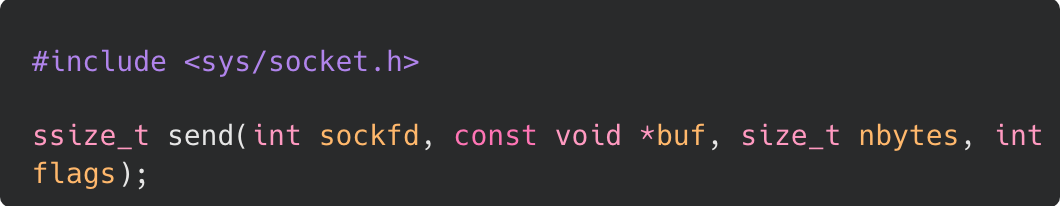 #include <sys/socket.h>
ssize_t send(int sockfd, const void *buf, size_t nbytes, int
flags);